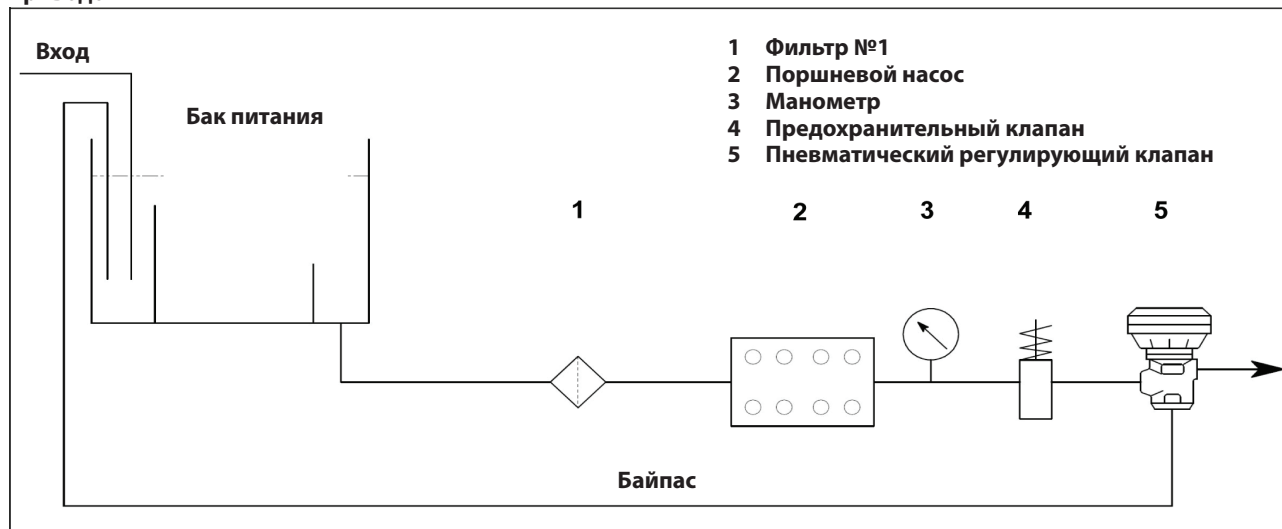 Вход
Бак питания
1 Фильтр №1
2 Поршневой насос
3 Манометр
4 Предохранительный клапан
5 Пневматический регулирующий клапан
1 2 3 4 5
Байпас